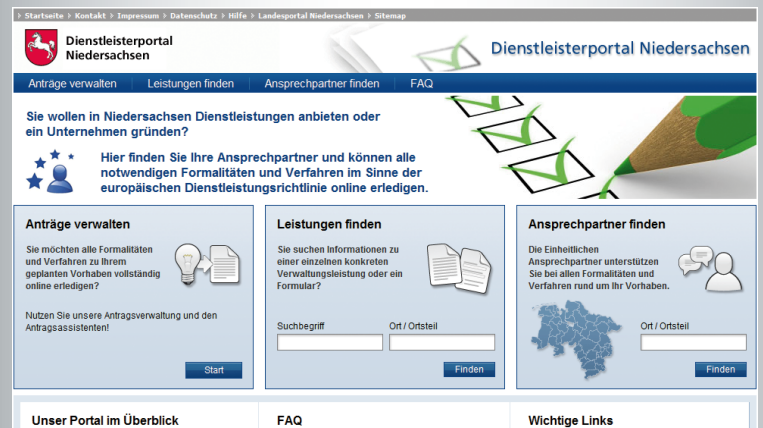 > Startseite > Kontakt > Impressum > Datenschutz > Hilfe > Landesportal Niedersachsen > Sitemap
Dienstleisterportal
Niedersachsen
Dienstleisterportal Niedersachsen
Anträge verwalten
Leistungen finden
Ansprechpartner finden
FAQ
Sie wollen in Niedersachsen Dienstleistungen anbieten oder
ein Unternehmen gründen?
Hier finden Sie Ihre Ansprechpartner und können alle
notwendigen Formalitäten und Verfahren im Sinne der
europäischen Dienstleistungsrichtlinie online erledigen.
Anträge verwalten
Sie möchten alle Formalitäten
und Verfahren zu Ihrem
geplanten Vorhaben vollständig
online erledigen?
Nutzen Sie unsere Antragsverwaltung und den
Antragsassistenten!
Start
Leistungen finden
Sie suchen Informationen zu
einer einzelnen konkreten
Verwaltungsleistung oder ein
Formular?
Suchbegriff
Ort / Ortsteil
Finden
Ansprechpartner finden
Die Einheitlichen
Ansprechpartner unterstützen
Sie bei allen Formalitäten und
Verfahren rund um Ihr Vorhaben.
Ort / Ortsteil
Finden
Unser Portal im Überblick
FAQ
Wichtige Links